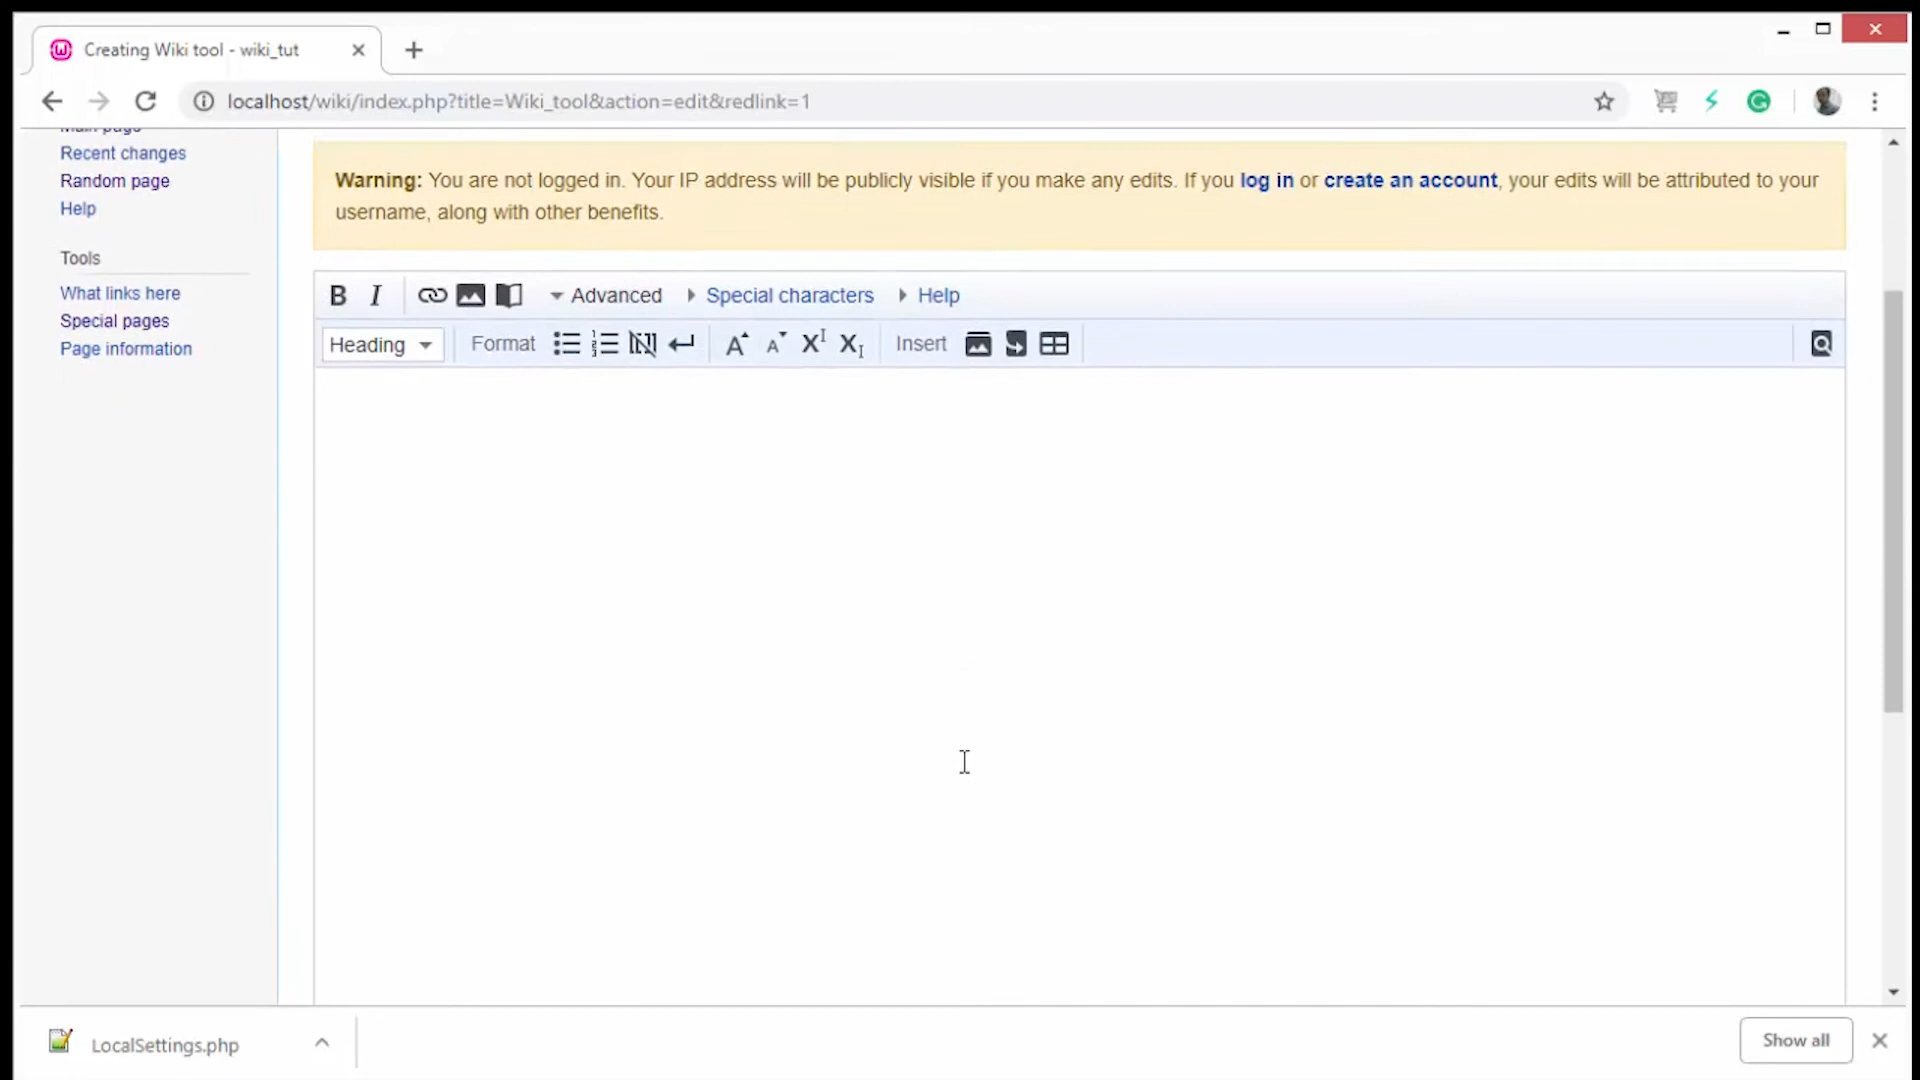 Creating Wiki tool - wiki_tut
localhost/wiki/index.php?title=Wiki_tool&action=edit&redlink=1
Main page
Recent changes
Random page
Help
Tools
What links here
Special pages
Page information
Warning: You are not logged in. Your IP address will be publicly visible if you make any edits. If you log in or create an account, your edits will be attributed to your
username, along with other benefits.
B I Advanced Special characters Help
Heading Format Insert
LocalSettings.php
Show all